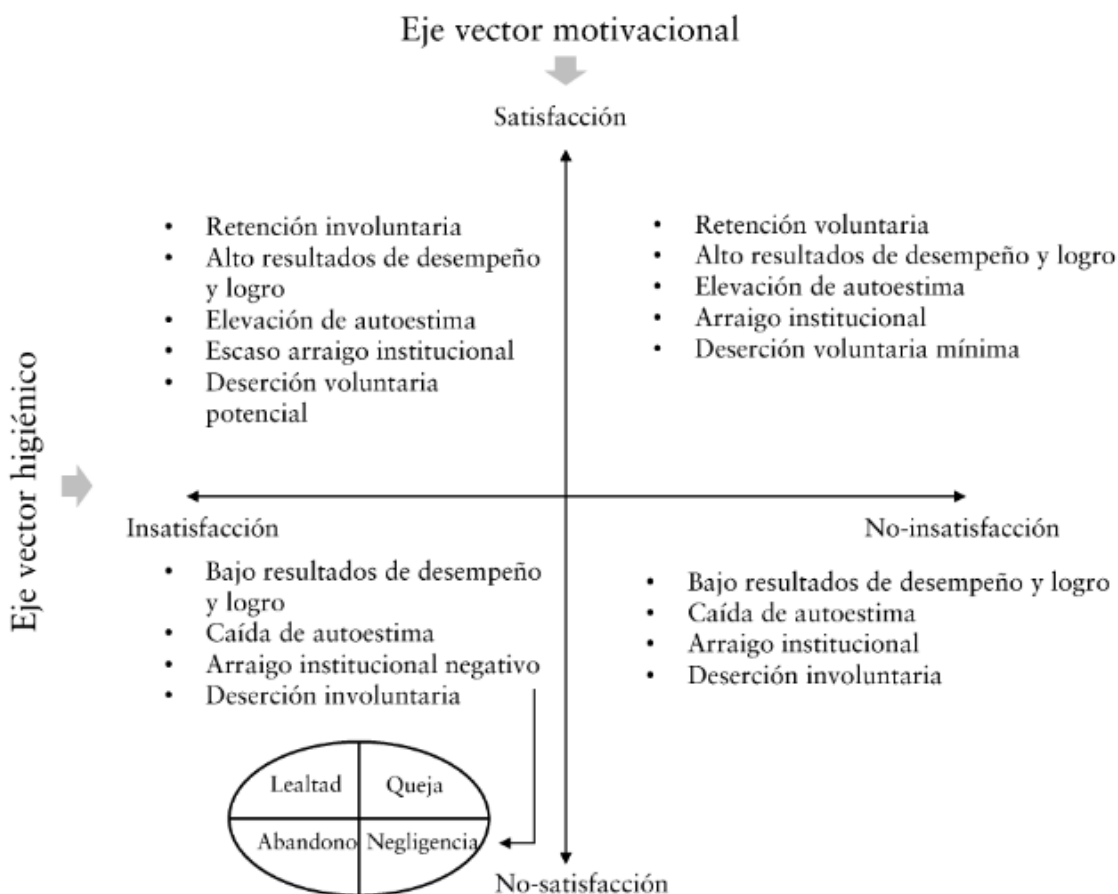 Eje vector motivacional
Satisfacción
• Retención involuntaria
• Alto resultados de desempeño
y logro
• Elevación de autoestima
• Escaso arraigo institucional
• Deserción voluntaria
potencial
• Retención voluntaria
• Alto resultados de desempeño y logro
• Elevación de autoestima
• Arraigo institucional
• Deserción voluntaria mínima
Eje vector higiénico
Insatisfacción
No-insatisfacción
• Bajo resultados de desempeño
y logro
• Caída de autoestima
• Arraigo institucional negativo
• Deserción involuntaria
• Bajo resultados de desempeño y logro
• Caída de autoestima
• Arraigo institucional
• Deserción involuntaria
Lealtad
Queja
Abandono
Negligencia
No-satisfacción